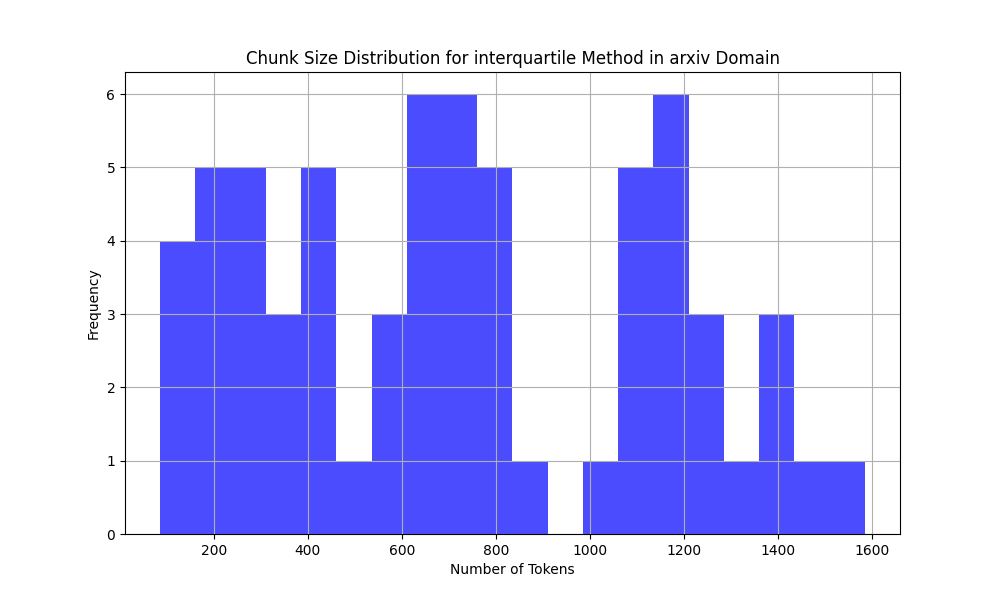 Chunk Size Distribution for interquartile Method in arxiv Domain
6
5
4
3
2
1
0
Frequency
200 400 600 800 1000 1200 1400 1600
Number of Tokens